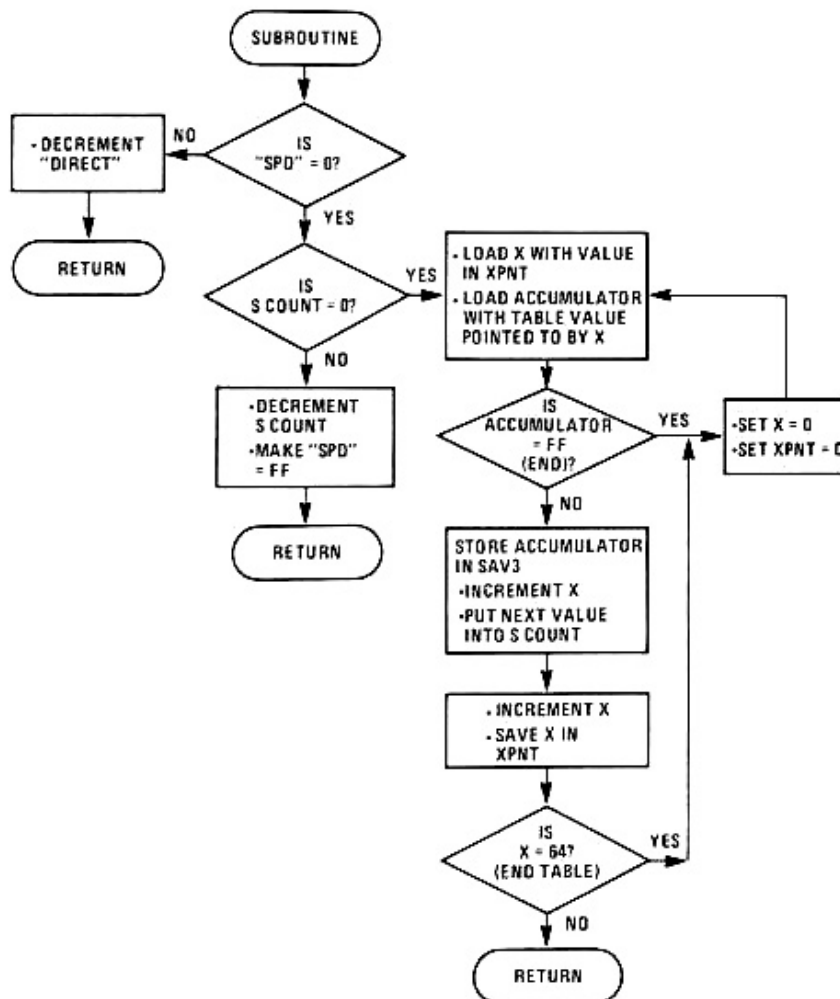 SUBROUTINE
IS
"SPD" = 0?
NO
• DECREMENT
"DIRECT"
RETURN
YES
IS
S COUNT = 0?
YES
• LOAD X WITH VALUE
IN XPNT
• LOAD ACCUMULATOR
WITH TABLE VALUE
POINTED TO BY X
NO
• DECREMENT
S COUNT
• MAKE "SPD"
= FF
RETURN
IS
ACCUMULATOR
= FF
(END)?
YES
• SET X = 0
• SET XPNT = 0
NO
STORE ACCUMULATOR
IN SAV3
• INCREMENT X
• PUT NEXT VALUE
INTO S COUNT
• INCREMENT X
• SAVE X IN
XPNT
IS
X = 64?
(END TABLE)
YES
NO
RETURN